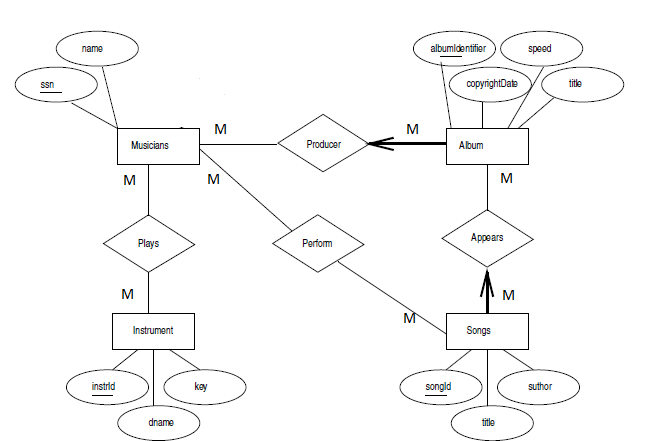 name
albumIdentifier
speed
ssn
copyrightDate
title
M
M
Musicians
Producer
Album
M
M
M
Plays
Perform
Appears
M
M
M
Instrument
Songs
instrId
key
songId
suthor
dname
title